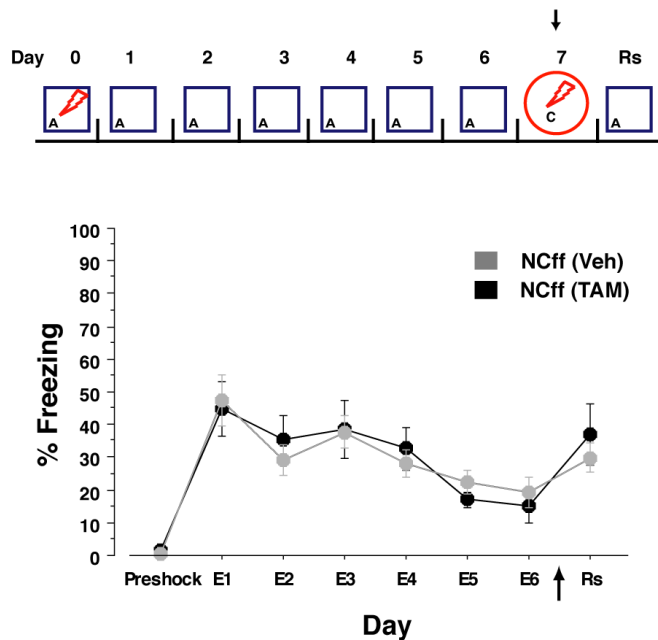 Day 0 1 2 3 4 5 6 7 Rs
A A A A A A A C A
100
90
80
70
60
50
40
30
20
10
0
% Freezing
NCff (Veh)
NCff (TAM)
Preshock E1 E2 E3 E4 E5 E6 Rs
Day